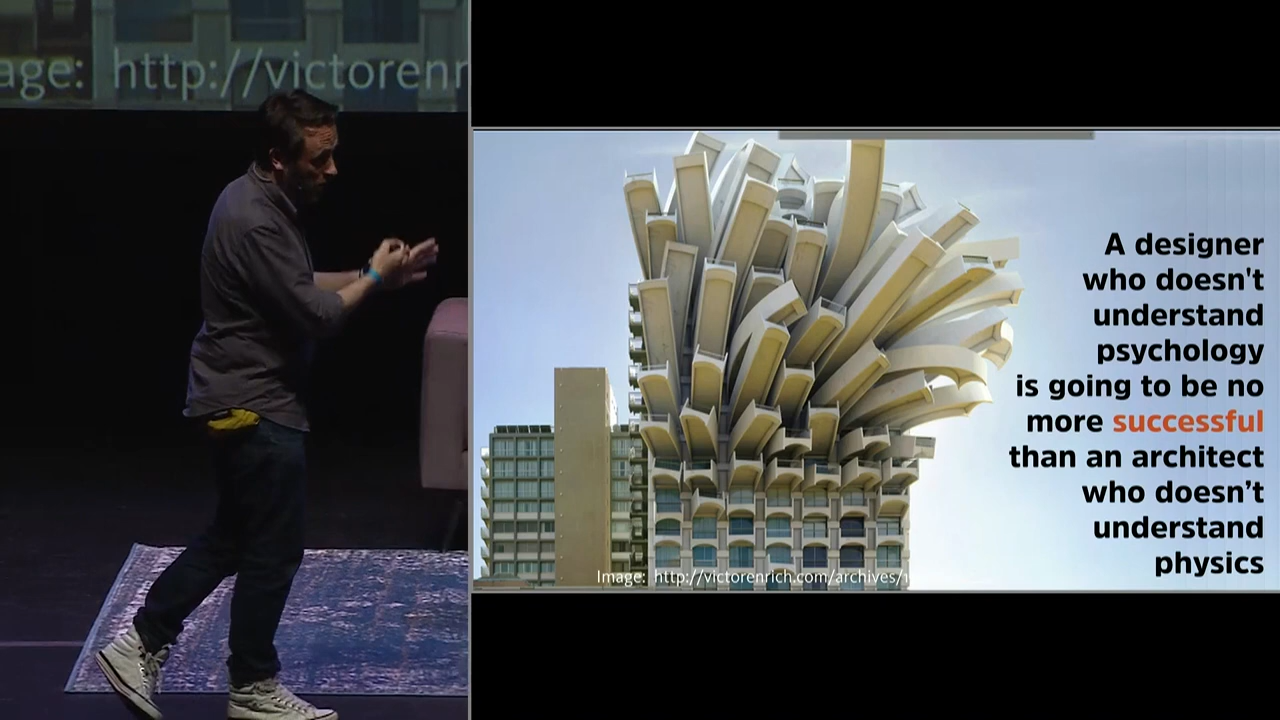 age: http://victorenr
A designer
who doesn't
understand
psychology
is going to be no
more successful
than an architect
who doesn’t
understand
physics
Image: http://victorenrich.com/archives/